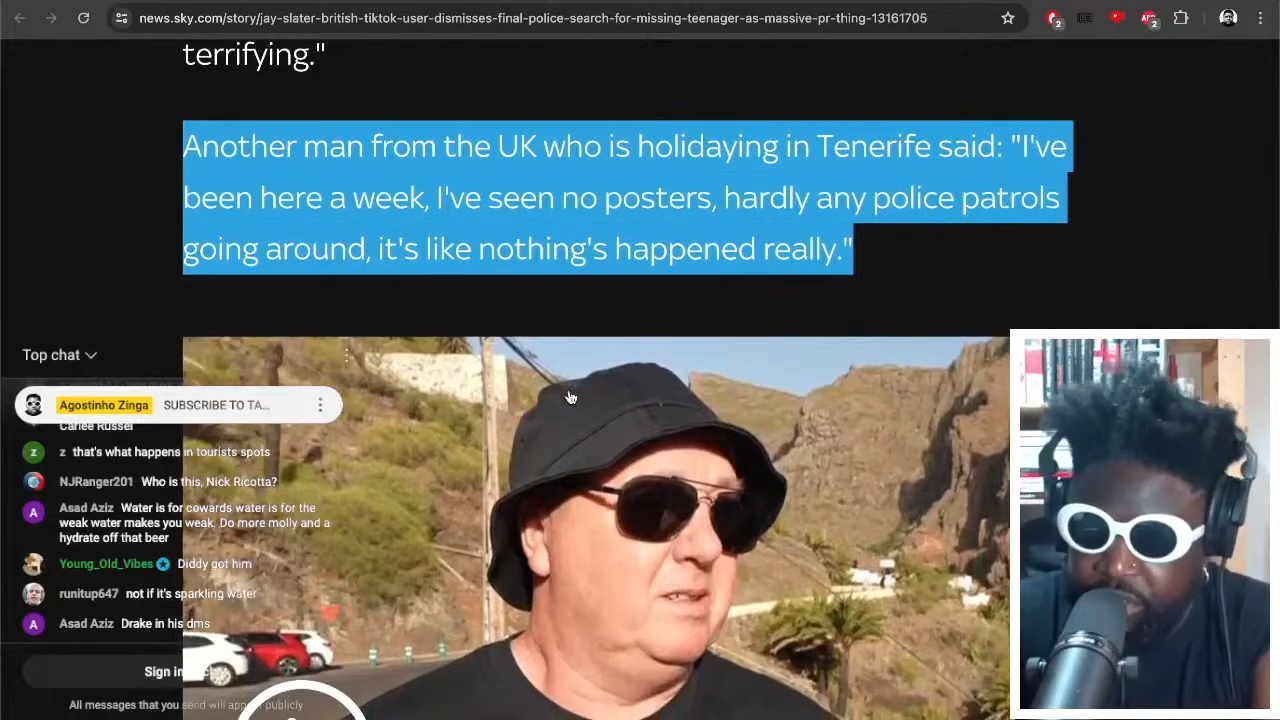 news.sky.com/story/jay-slater-british-tiktok-user-dismisses-final-police-search-for-missing-teenager-as-massive-pr-thing-13161705
2
ABP
2
terrifying."
Another man from the UK who is holidaying in Tenerife said: "I've
been here a week, I've seen no posters, hardly any police patrols
going around, it's like nothing's happened really."
Top chat
Agostinho Zinga SUBSCRIBE TO TA...
Carlee Russel
z that's what happens in tourists spots
NJRanger201 Who is this, Nick Ricotta?
Asad Aziz Water is for cowards water is for the
weak water makes you weak. Do more molly and a
hydrate off that beer
Young_Old_Vibes Diddy got him
runitup647 not if it's sparkling water
Asad Aziz Drake in his dms
Sign in
All messages that you send will appear publicly